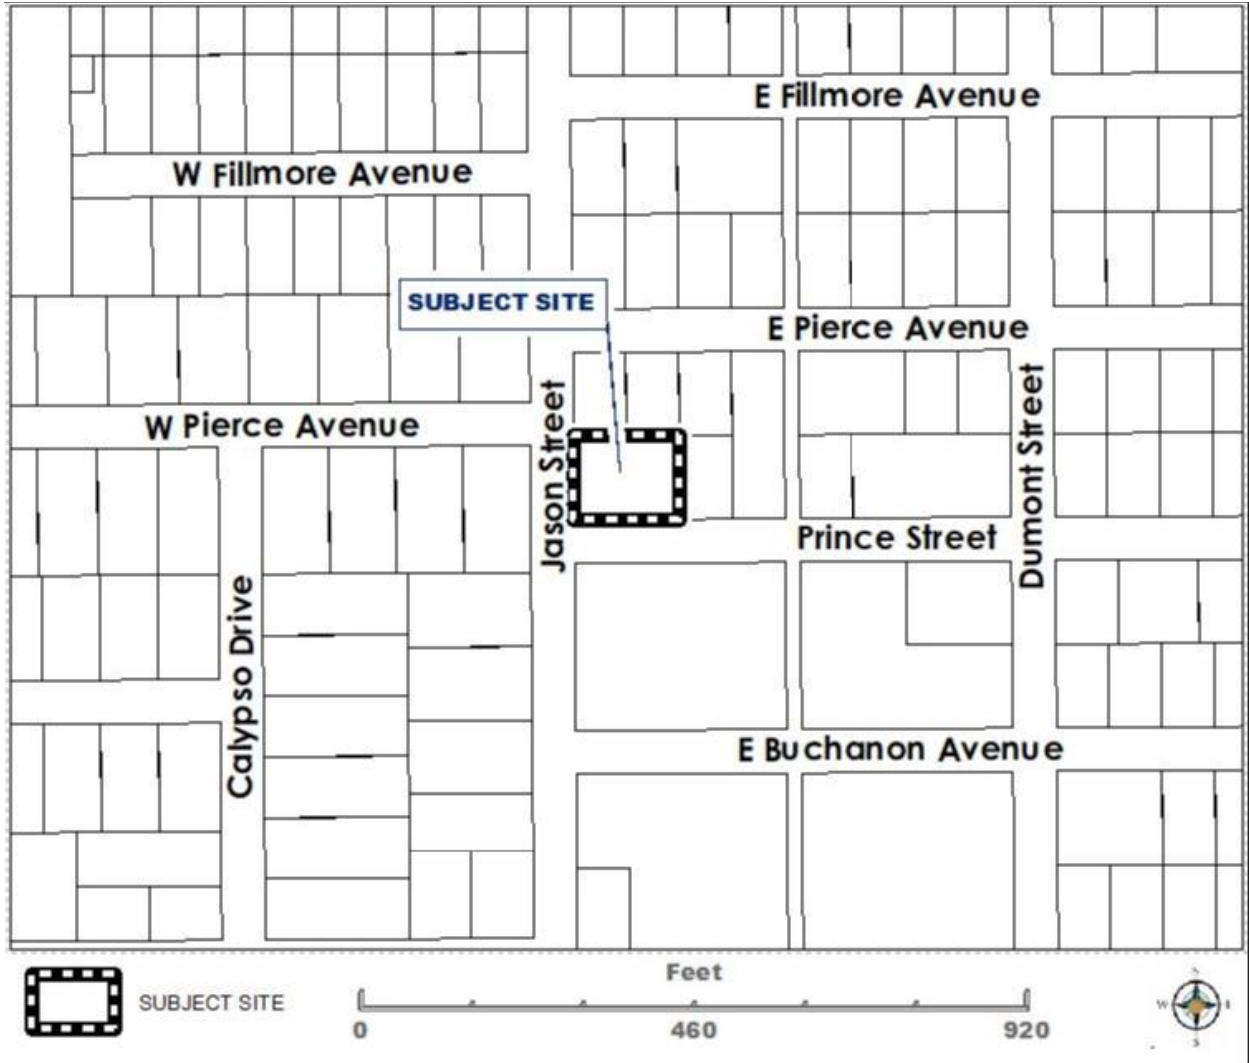 E Fillmore Avenue
W Fillmore Avenue
SUBJECT SITE
E Pierce Avenue
W Pierce Avenue
Jason Street
Dumont Street
Prince Street
Calypso Drive
E Buchanon Avenue
Feet
SUBJECT SITE
0 460 920
N
W
S